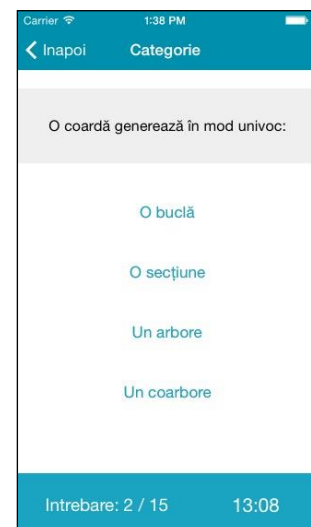 Carrier 1:38 PM
Inapoi Categorie
O coardă generează în mod univoc:
O buclă
O secțiune
Un arbore
Un coarbore
Intrebare: 2 / 15 13:08